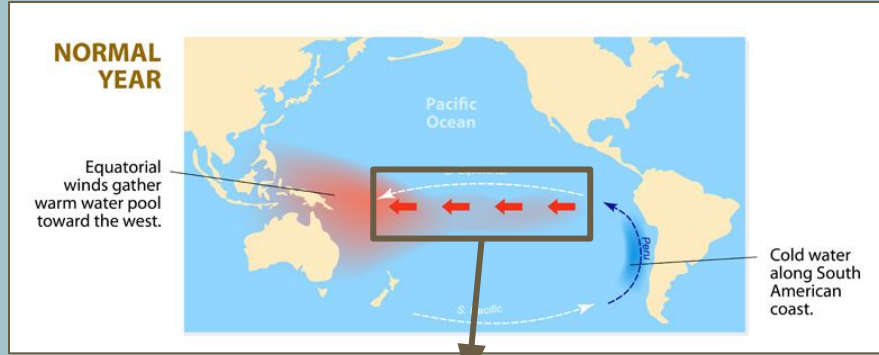 NORMAL
YEAR
Pacific
Ocean
Equatorial
winds gather
warm water pool
toward the west.
Peru
Cold water
along South
American
coast.
S. Pacific